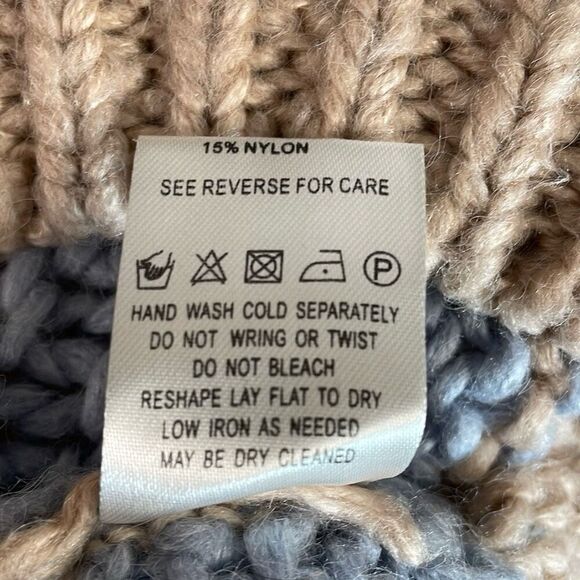 15% NYLON
SEE REVERSE FOR CARE
P
HAND WASH COLD SEPARATELY
DO NOT WRING OR TWIST
DO NOT BLEACH
RESHAPE LAY FLAT TO DRY
LOW IRON AS NEEDED
MAY BE DRY CLEANED